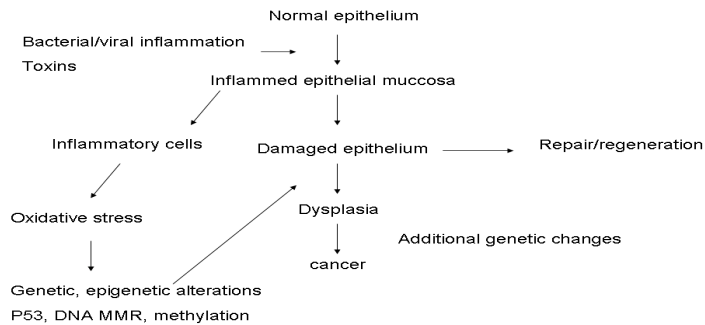 Normal epithelium
Bacterial/viral inflammation
Toxins
Inflammed epithelial muccosa
Inflammatory cells
Damaged epithelium
Repair/regeneration
Oxidative stress
Dysplasia
Additional genetic changes
cancer
Genetic, epigenetic alterations
P53, DNA MMR, methylation